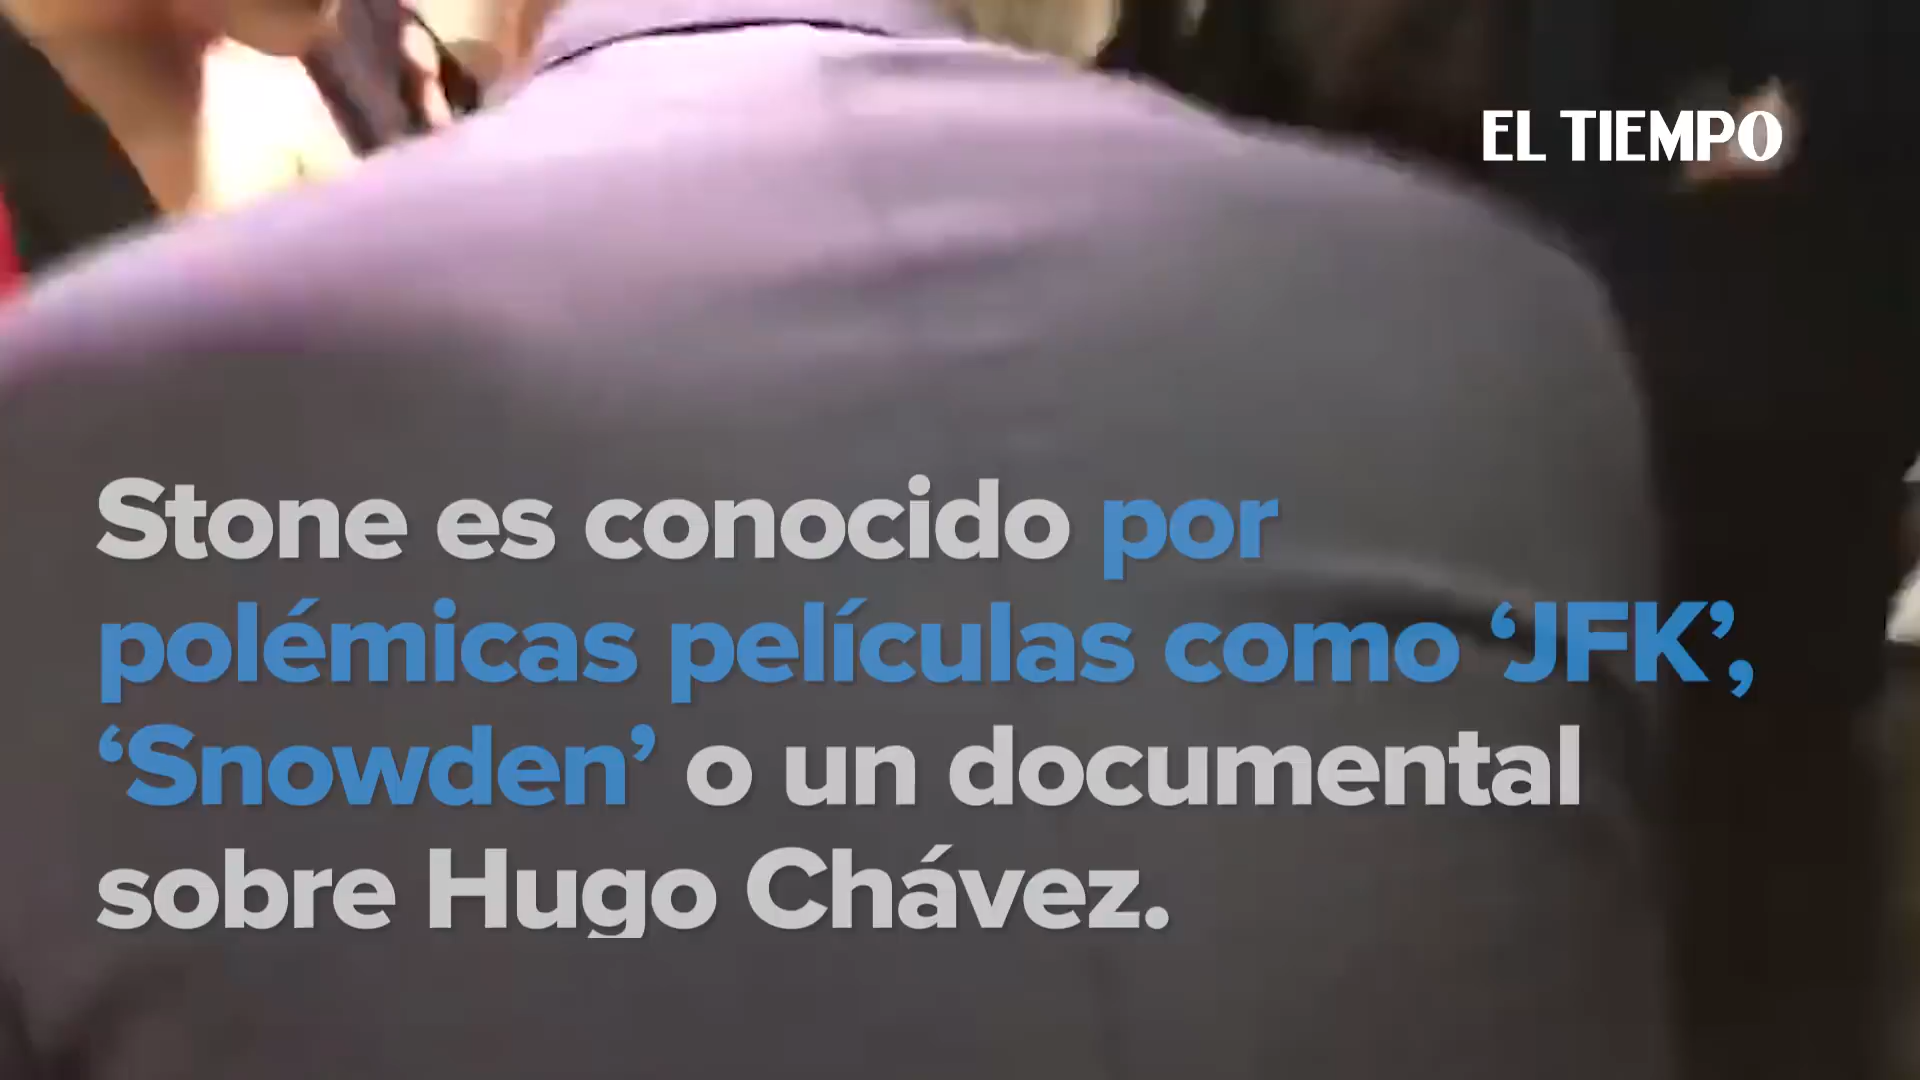 EL TIEMPO
Stone es conocido por
polémicas películas como ‘JFK’,
‘Snowden’ o un documental
sobre Hugo Chávez.